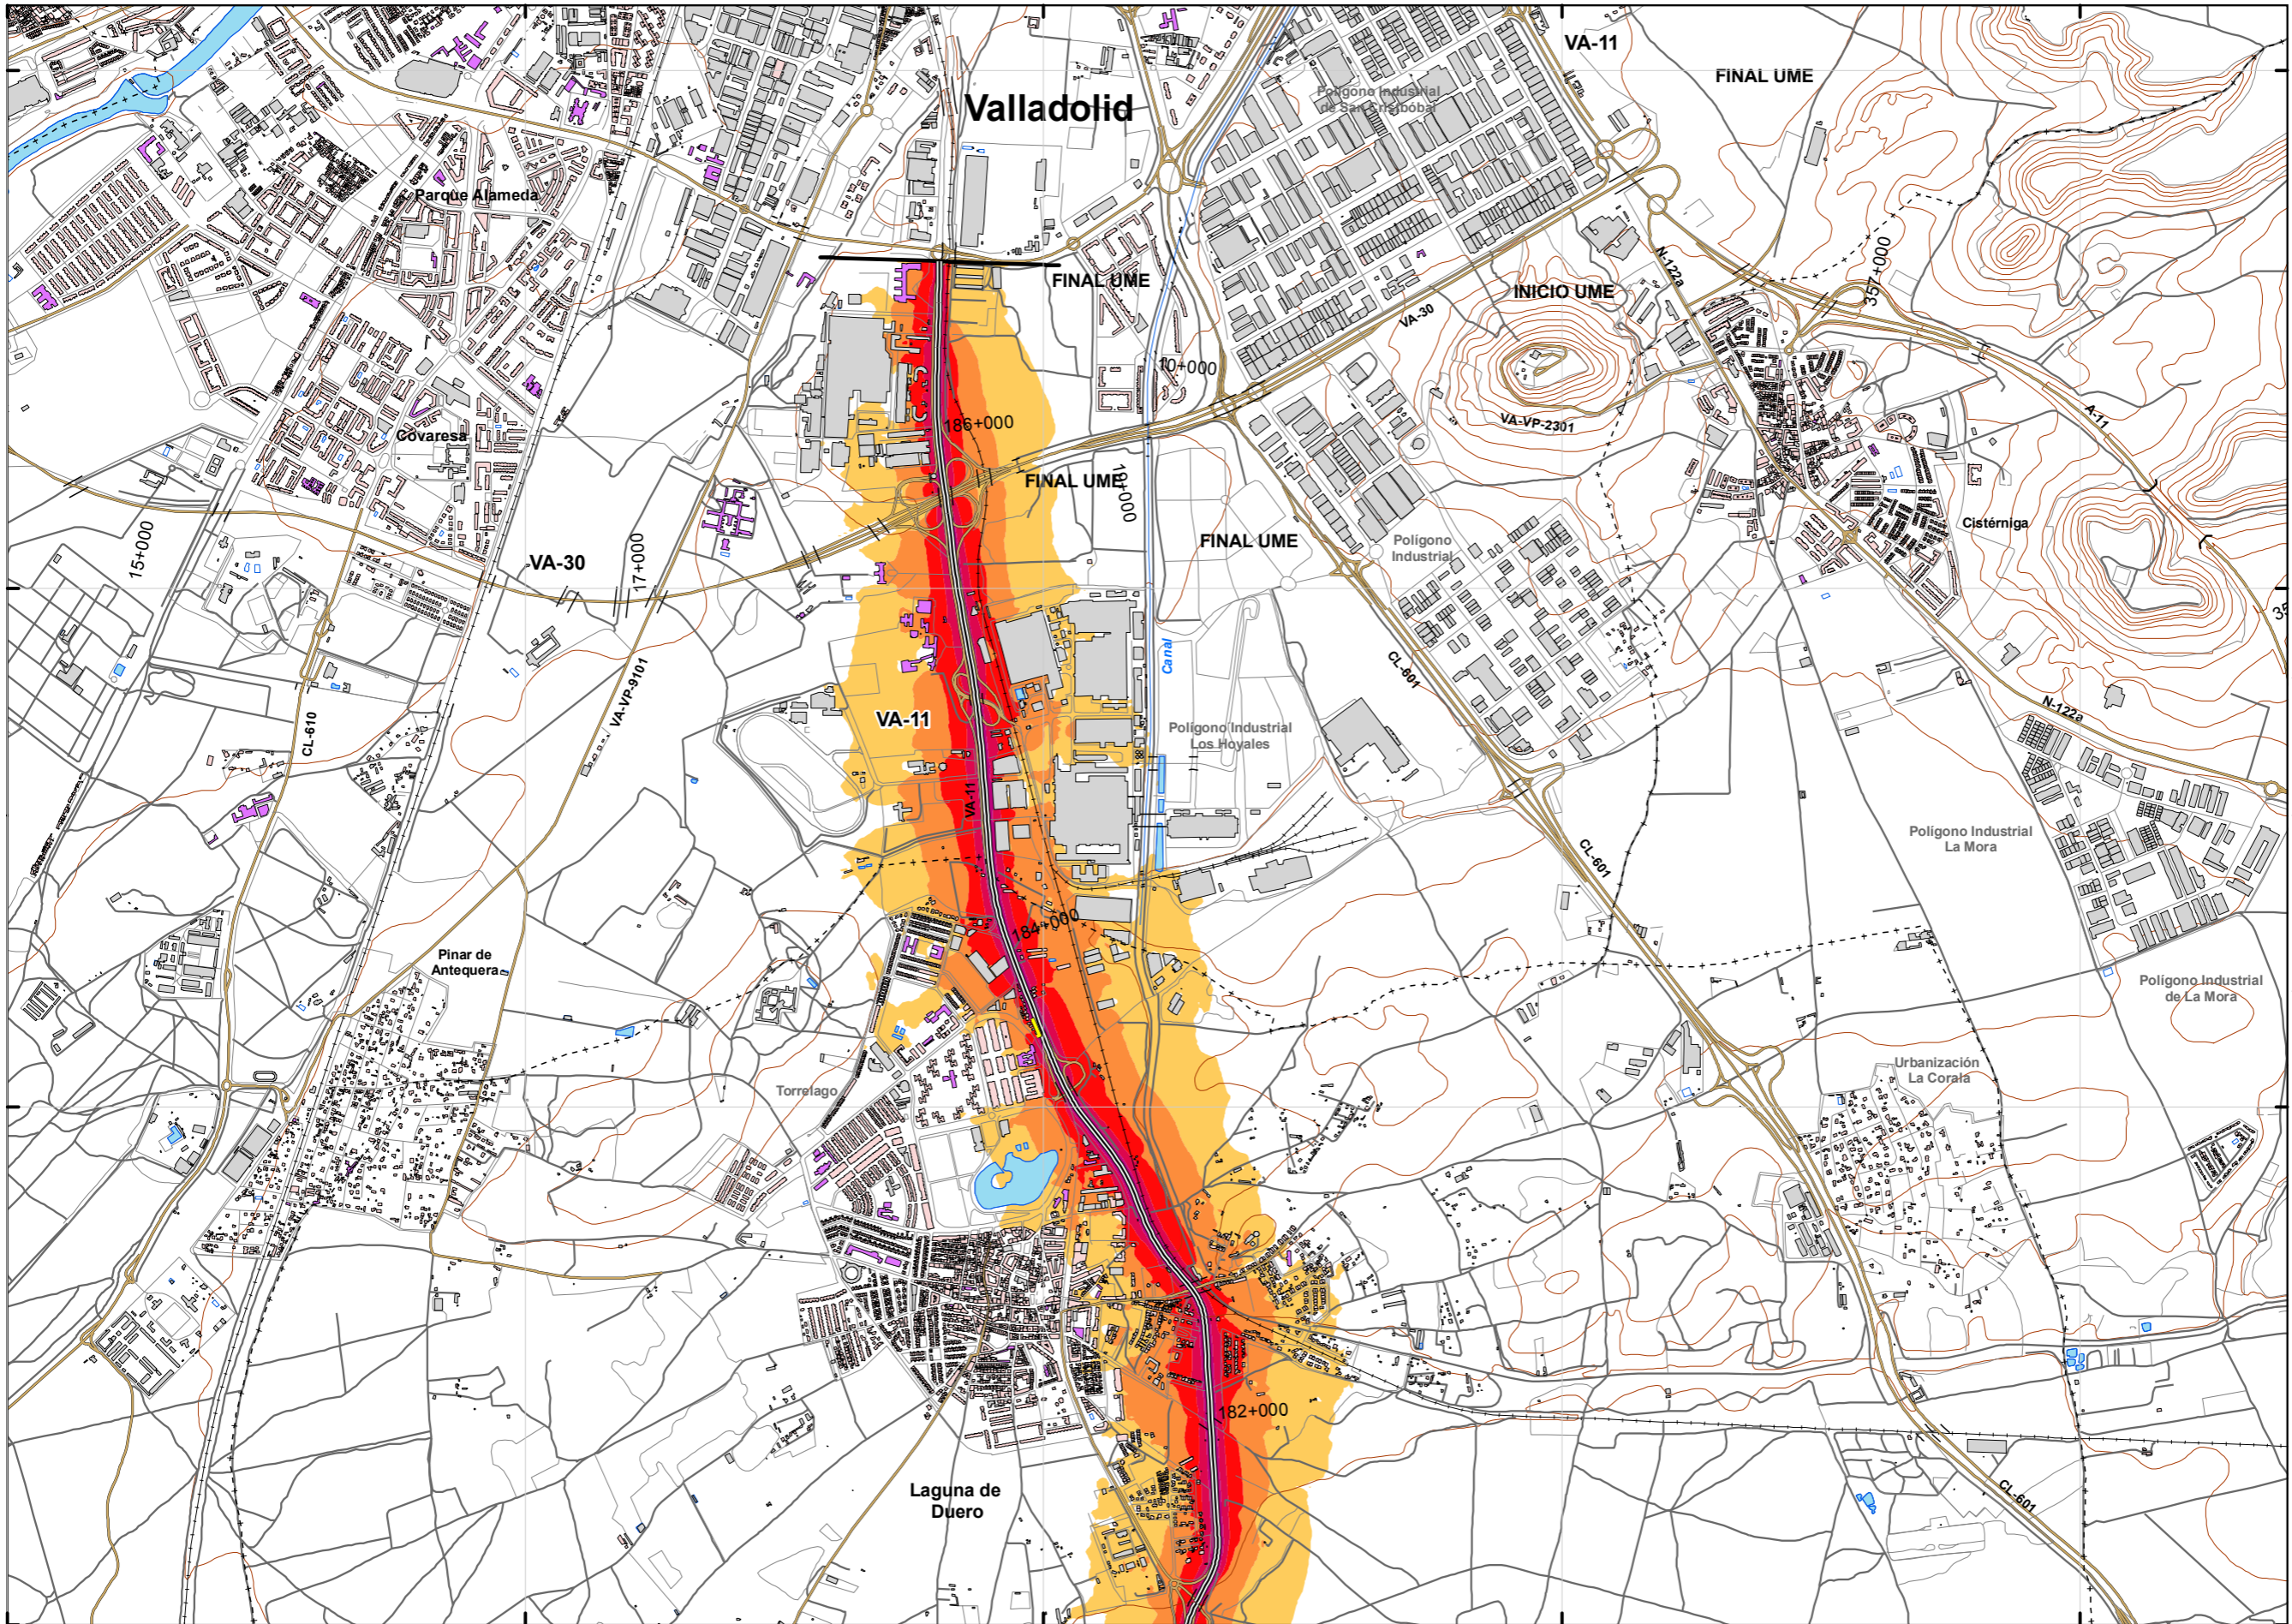 VA-11
FINAL UME
Valladolid
Polígono Industrial
de San Cristóbal
Parque Alameda
N-122a
357+000
FINAL UME
INICIO UME
VA-30
10+000
A-11
VA-VP-2301
186+000
Covaresa
FINAL UME
10+000
15+000
Cistérniga
FINAL UME
Polígono
Industrial
VA-30
17+000
35
Canal
CL-601
VA-VP-9101
CL-610
VA-11
N-122a
Polígono Industrial
Los Hoyales
VA-11
Polígono Industrial
La Mora
CL-601
184+000
Pinar de
Antequera
Polígono Industrial
de La Mora
Urbanización
La Corala
Torrelago
182+000
Laguna de
Duero
CL-601